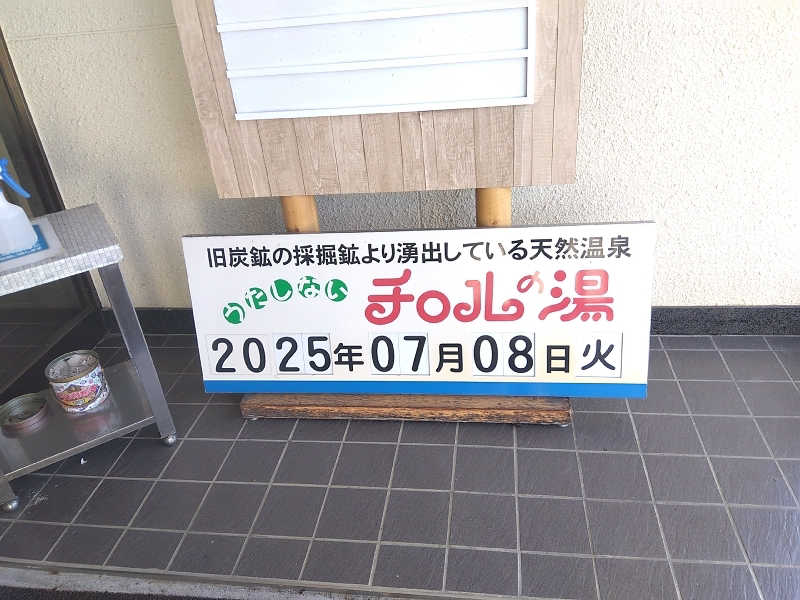 旧炭鉱の採掘鉱より湧出している天然温泉
うたしない チロルの湯
2025年07月08日火